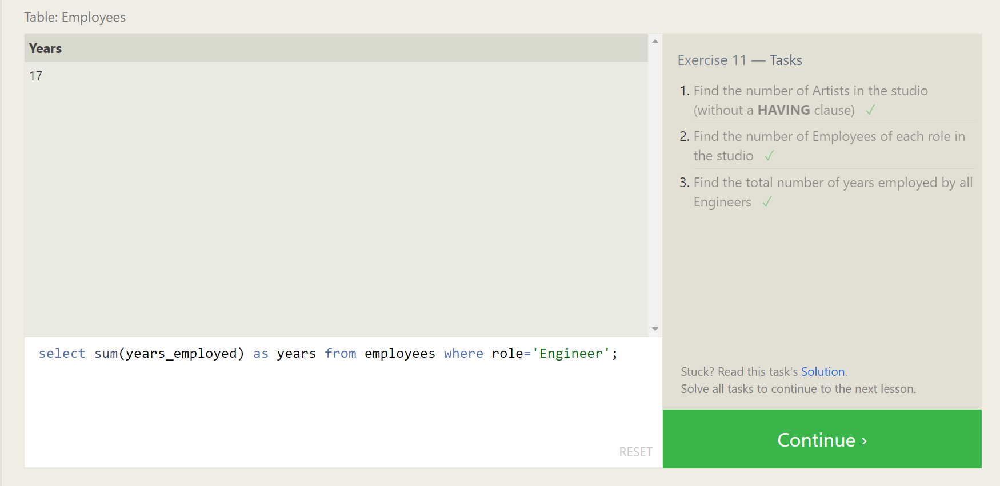 Table: Employees
Years
17
select sum(years_employed) as years from employees where role='Engineer';
RESET
Exercise 11 — Tasks
1. Find the number of Artists in the studio
(without a HAVING clause) ✓
2. Find the number of Employees of each role in
the studio ✓
3. Find the total number of years employed by all
Engineers ✓
Stuck? Read this task's Solution.
Solve all tasks to continue to the next lesson.
Continue ›